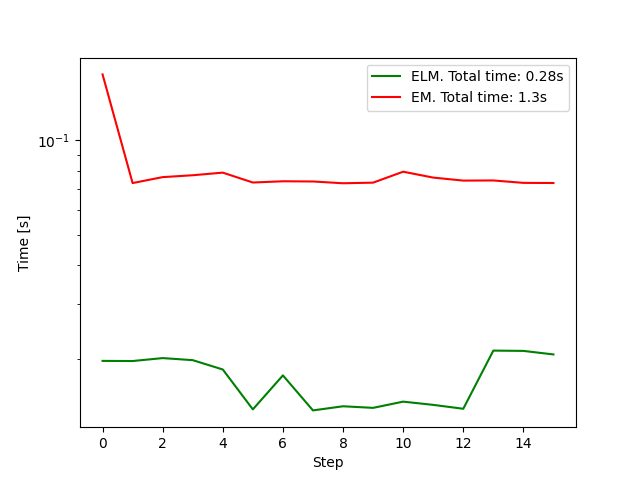 ELM. Total time: 0.28s
EM. Total time: 1.3s
10⁻¹
Time [s]
0 2 4 6 8 10 12 14
Step